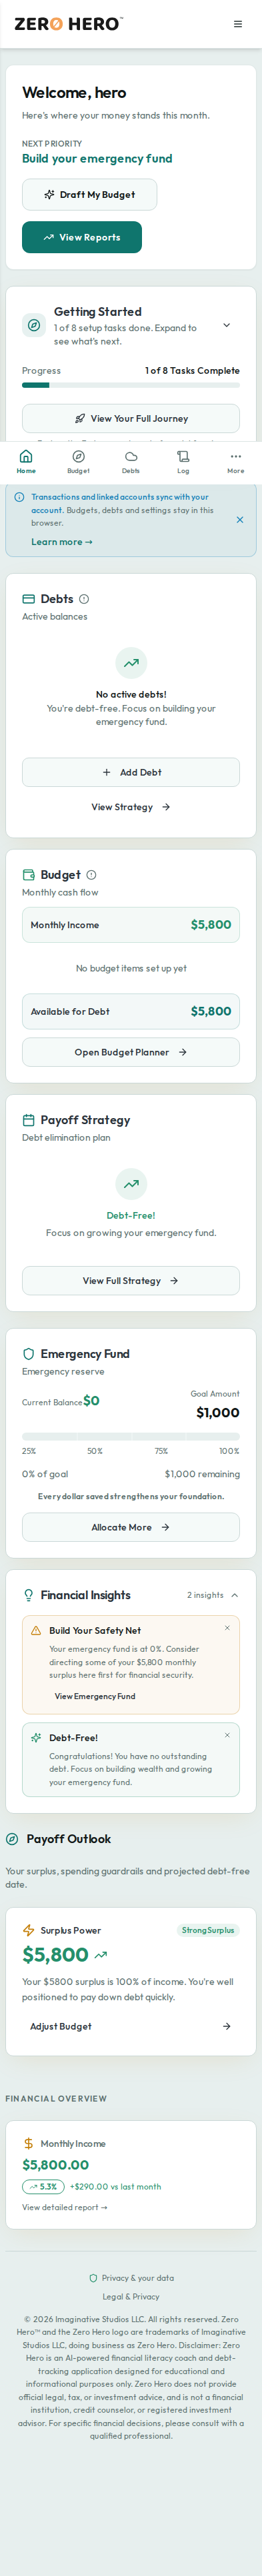 ZERO HERO™
Welcome, hero
Here's where your money stands this month.
NEXT PRIORITY
Build your emergency fund
Draft My Budget
View Reports
Getting Started
1 of 8 setup tasks done. Expand to
see what's next.
Progress
1 of 8 Tasks Complete
View Your Full Journey
Home
Budget
Debts
Log
More
Transactions and linked accounts sync with your
account. Budgets, debts and settings stay in this
browser.
Learn more →
Debts
Active balances
No active debts!
You're debt-free. Focus on building your
emergency fund.
+ Add Debt
View Strategy →
Budget
Monthly cash flow
Monthly Income
$5,800
No budget items set up yet
Available for Debt
$5,800
Open Budget Planner →
Payoff Strategy
Debt elimination plan
Debt-Free!
Focus on growing your emergency fund.
View Full Strategy →
Emergency Fund
Emergency reserve
Current Balance $0
Goal Amount
$1,000
25%
50%
75%
100%
0% of goal
$1,000 remaining
Every dollar saved strengthens your foundation.
Allocate More →
Financial Insights
2 insights
Build Your Safety Net
Your emergency fund is at 0%. Consider
directing some of your $5,800 monthly
surplus here first for financial security.
View Emergency Fund
Debt-Free!
Congratulations! You have no outstanding
debt. Focus on building wealth and growing
your emergency fund.
Payoff Outlook
Your surplus, spending guardrails and projected debt-free
date.
Surplus Power
Strong Surplus
$5,800
Your $5800 surplus is 100% of income. You're well
positioned to pay down debt quickly.
Adjust Budget →
FINANCIAL OVERVIEW
Monthly Income
$5,800.00
5.3%
+$290.00 vs last month
View detailed report →
Privacy & your data
Legal & Privacy
© 2026 Imaginative Studios LLC. All rights reserved. Zero
Hero™ and the Zero Hero logo are trademarks of Imaginative
Studios LLC, doing business as Zero Hero. Disclaimer: Zero
Hero is an AI-powered financial literacy coach and debt-
tracking application designed for educational and
informational purposes only. Zero Hero does not provide
official legal, tax, or investment advice, and is not a financial
institution, credit counselor, or registered investment
advisor. For specific financial decisions, please consult with a
qualified professional.